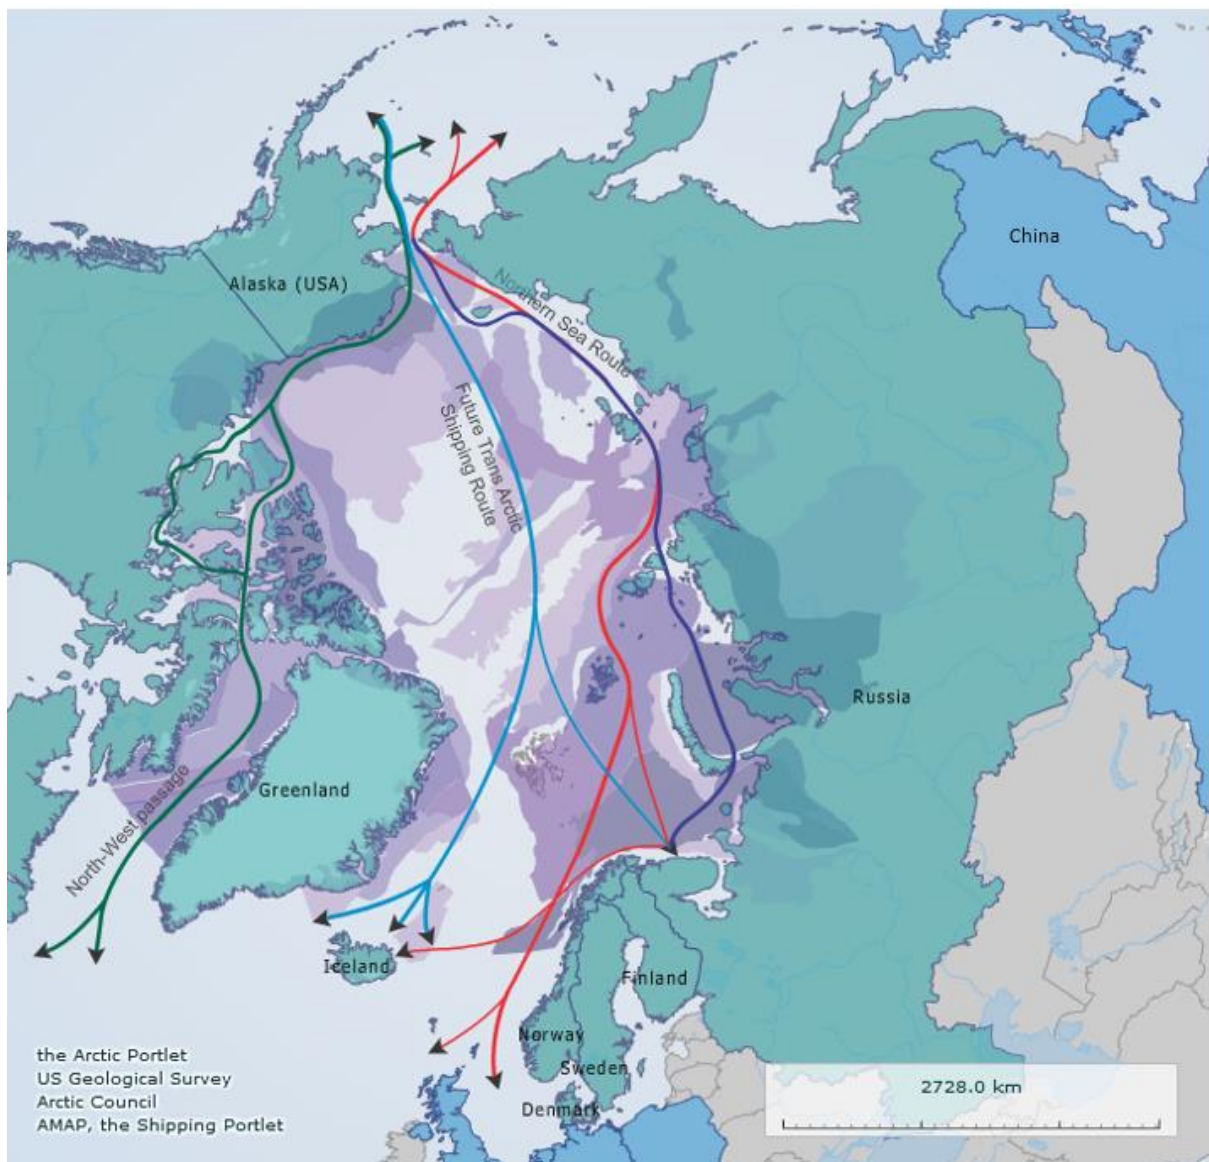 China
Alaska (USA)
Northern Sea Route
Future Trans Arctic
Shipping Route
Russia
Greenland
North-West passage
Iceland
Finland
Norway
Sweden
Denmark
the Arctic Portlet
US Geological Survey
Arctic Council
AMAP, the Shipping Portlet
2728.0 km